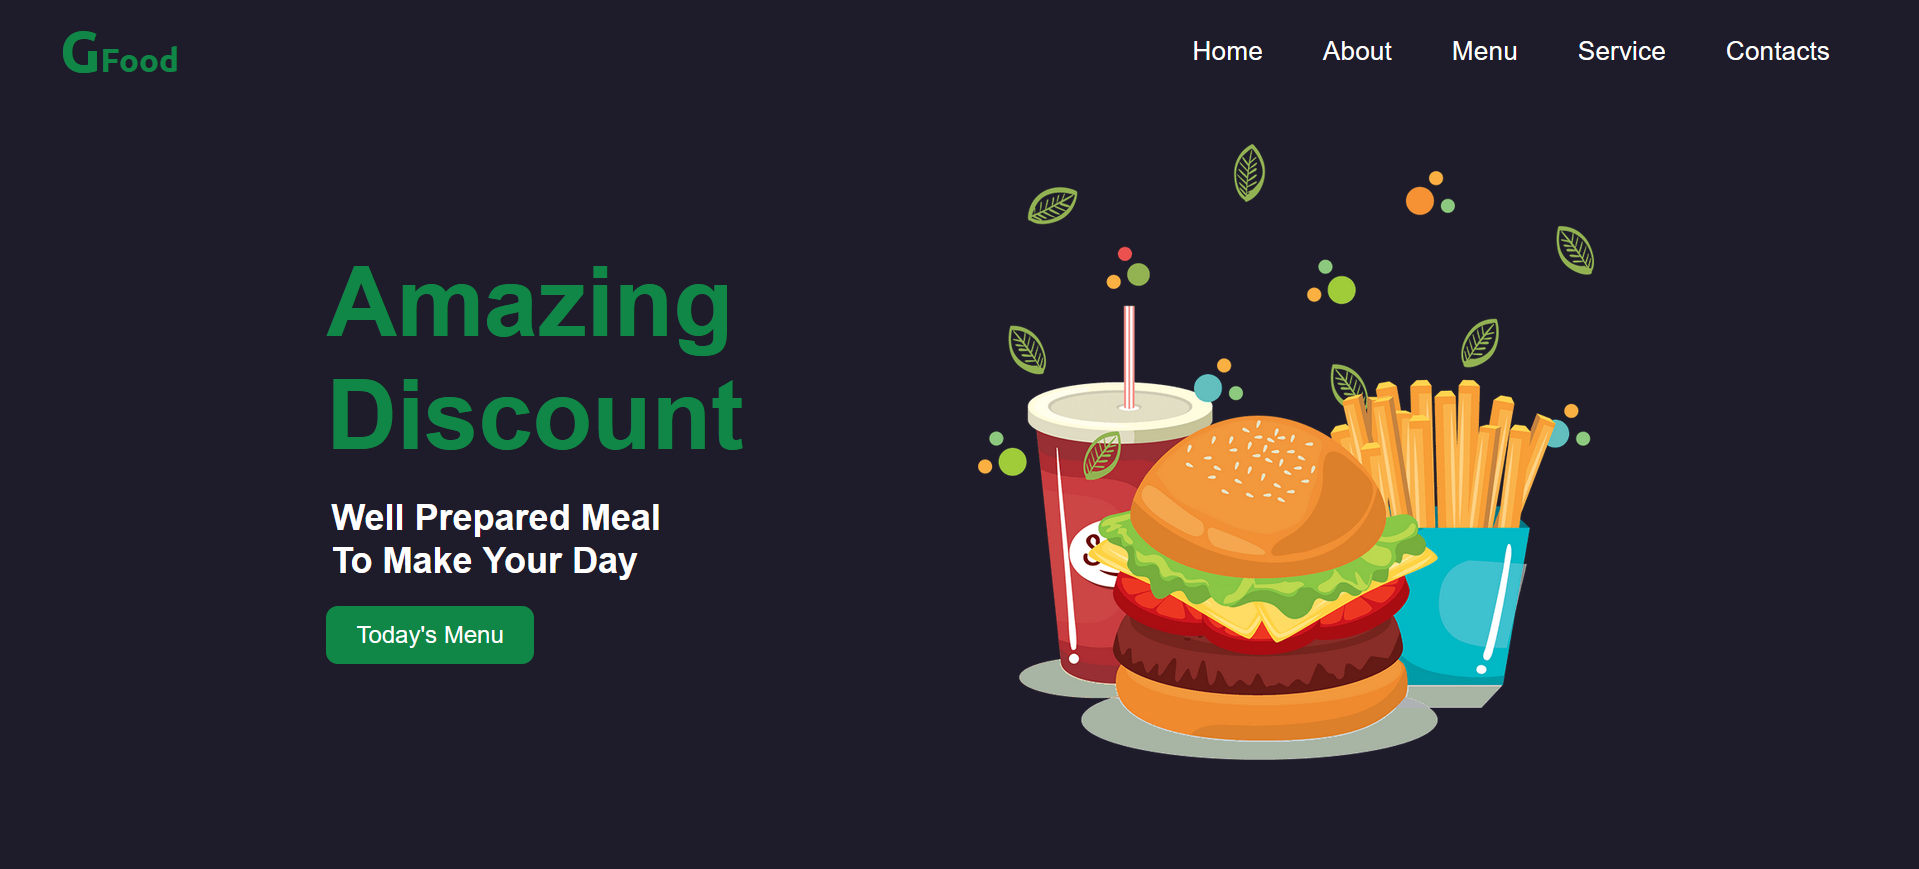 GFood
Home About Menu Service Contacts
Amazing
Discount
Well Prepared Meal
To Make Your Day
Today's Menu